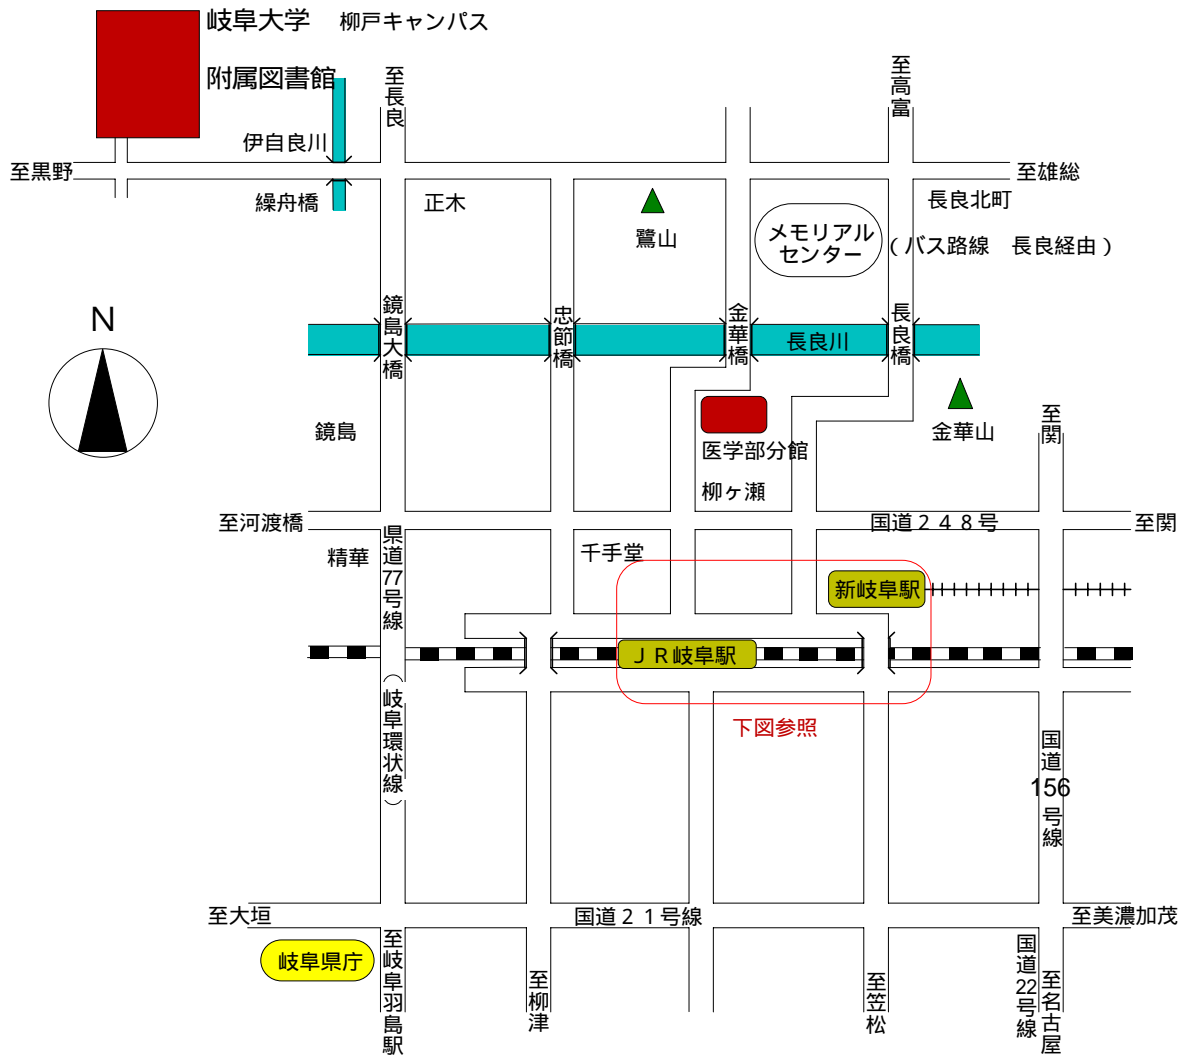 岐阜大学 柳戸キャンパス
附属図書館
至長良
至高富
伊自良川
至黒野
至雄総
繰舟橋
正木
長良北町
鷺山
メモリアル
センター
(バス路線 長良経由)
N
鏡島大橋
忠節橋
金華橋
長良橋
長良川
鏡島
金華山
至関
医学部分館
柳ヶ瀬
至河渡橋
国道248号
至関
精華
県道77号線
千手堂
新岐阜駅
JR岐阜駅
(岐阜環状線)
下図参照
国道156号線
至大垣
国道21号線
至美濃加茂
岐阜県庁
至岐阜羽島駅
至柳津
至笠松
国道22号線
至名古屋